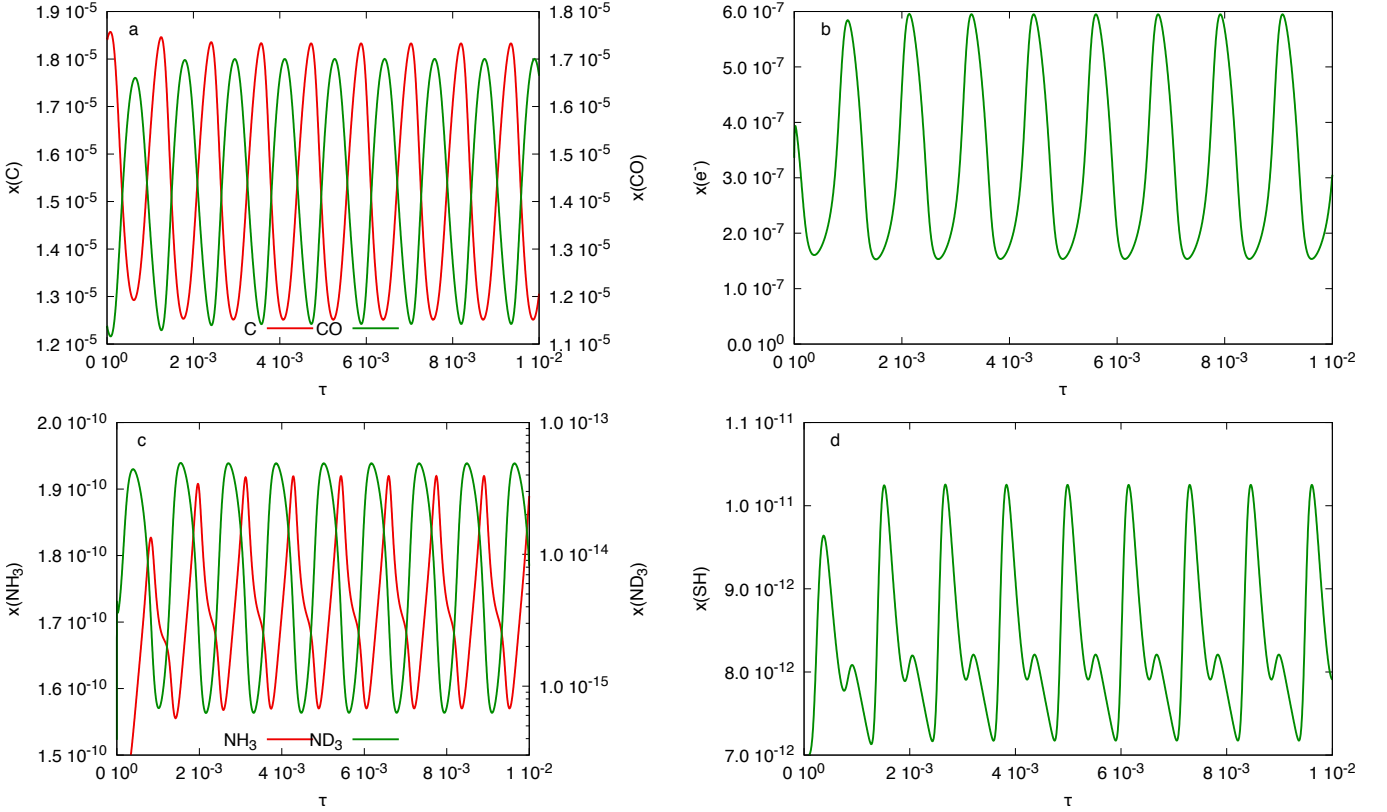 a
1.9 10⁻⁵
1.8 10⁻⁵
1.7 10⁻⁵
1.6 10⁻⁵
1.5 10⁻⁵
1.4 10⁻⁵
1.3 10⁻⁵
1.2 10⁻⁵
x(C)
1.8 10⁻⁵
1.7 10⁻⁵
1.6 10⁻⁵
1.5 10⁻⁵
1.4 10⁻⁵
1.3 10⁻⁵
1.2 10⁻⁵
1.1 10⁻⁵
x(CO)
C CO
0 10⁰ 2 10⁻³ 4 10⁻³ 6 10⁻³ 8 10⁻³ 1 10⁻²
τ
b
6.0 10⁻⁷
5.0 10⁻⁷
4.0 10⁻⁷
3.0 10⁻⁷
2.0 10⁻⁷
1.0 10⁻⁷
0.0 10⁰
x(e⁻)
0 10⁰ 2 10⁻³ 4 10⁻³ 6 10⁻³ 8 10⁻³ 1 10⁻²
τ
c
2.0 10⁻¹⁰
1.9 10⁻¹⁰
1.8 10⁻¹⁰
1.7 10⁻¹⁰
1.6 10⁻¹⁰
1.5 10⁻¹⁰
x(NH₃)
1.0 10⁻¹³
1.0 10⁻¹⁴
1.0 10⁻¹⁵
x(ND₃)
NH₃ ND₃
0 10⁰ 2 10⁻³ 4 10⁻³ 6 10⁻³ 8 10⁻³ 1 10⁻²
τ
d
1.1 10⁻¹¹
1.0 10⁻¹¹
9.0 10⁻¹²
8.0 10⁻¹²
7.0 10⁻¹²
x(SH)
0 10⁰ 2 10⁻³ 4 10⁻³ 6 10⁻³ 8 10⁻³ 1 10⁻²
τ